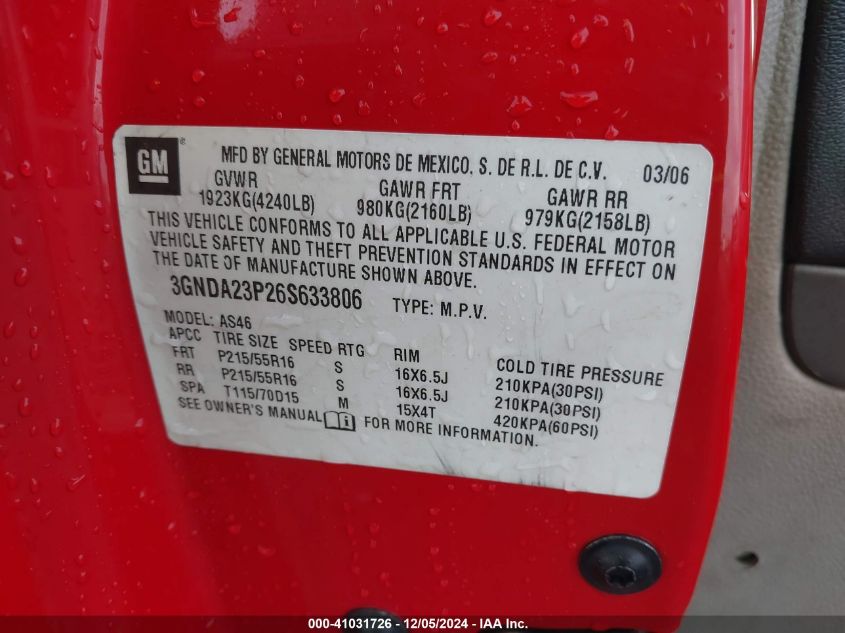 GM®
MFD BY GENERAL MOTORS DE MEXICO, S. DE R.L. DE C.V. 03/06
GVWR GAWR FRT GAWR RR
1923KG(4240LB) 980KG(2160LB) 979KG(2158LB)
THIS VEHICLE CONFORMS TO ALL APPLICABLE U.S. FEDERAL MOTOR
VEHICLE SAFETY AND THEFT PREVENTION STANDARDS IN EFFECT ON
THE DATE OF MANUFACTURE SHOWN ABOVE.
3GNDA23P26S633806 TYPE: M.P.V.
MODEL: AS46
APCC TIRE SIZE SPEED RTG RIM COLD TIRE PRESSURE
FRT P215/55R16 S 16X6.5J 210KPA(30PSI)
RR P215/55R16 S 16X6.5J 210KPA(30PSI)
SPA T115/70D15 M 15X4T 420KPA(60PSI)
SEE OWNER'S MANUAL FOR MORE INFORMATION.
000-41031726 - 12/05/2024 - IAA Inc.